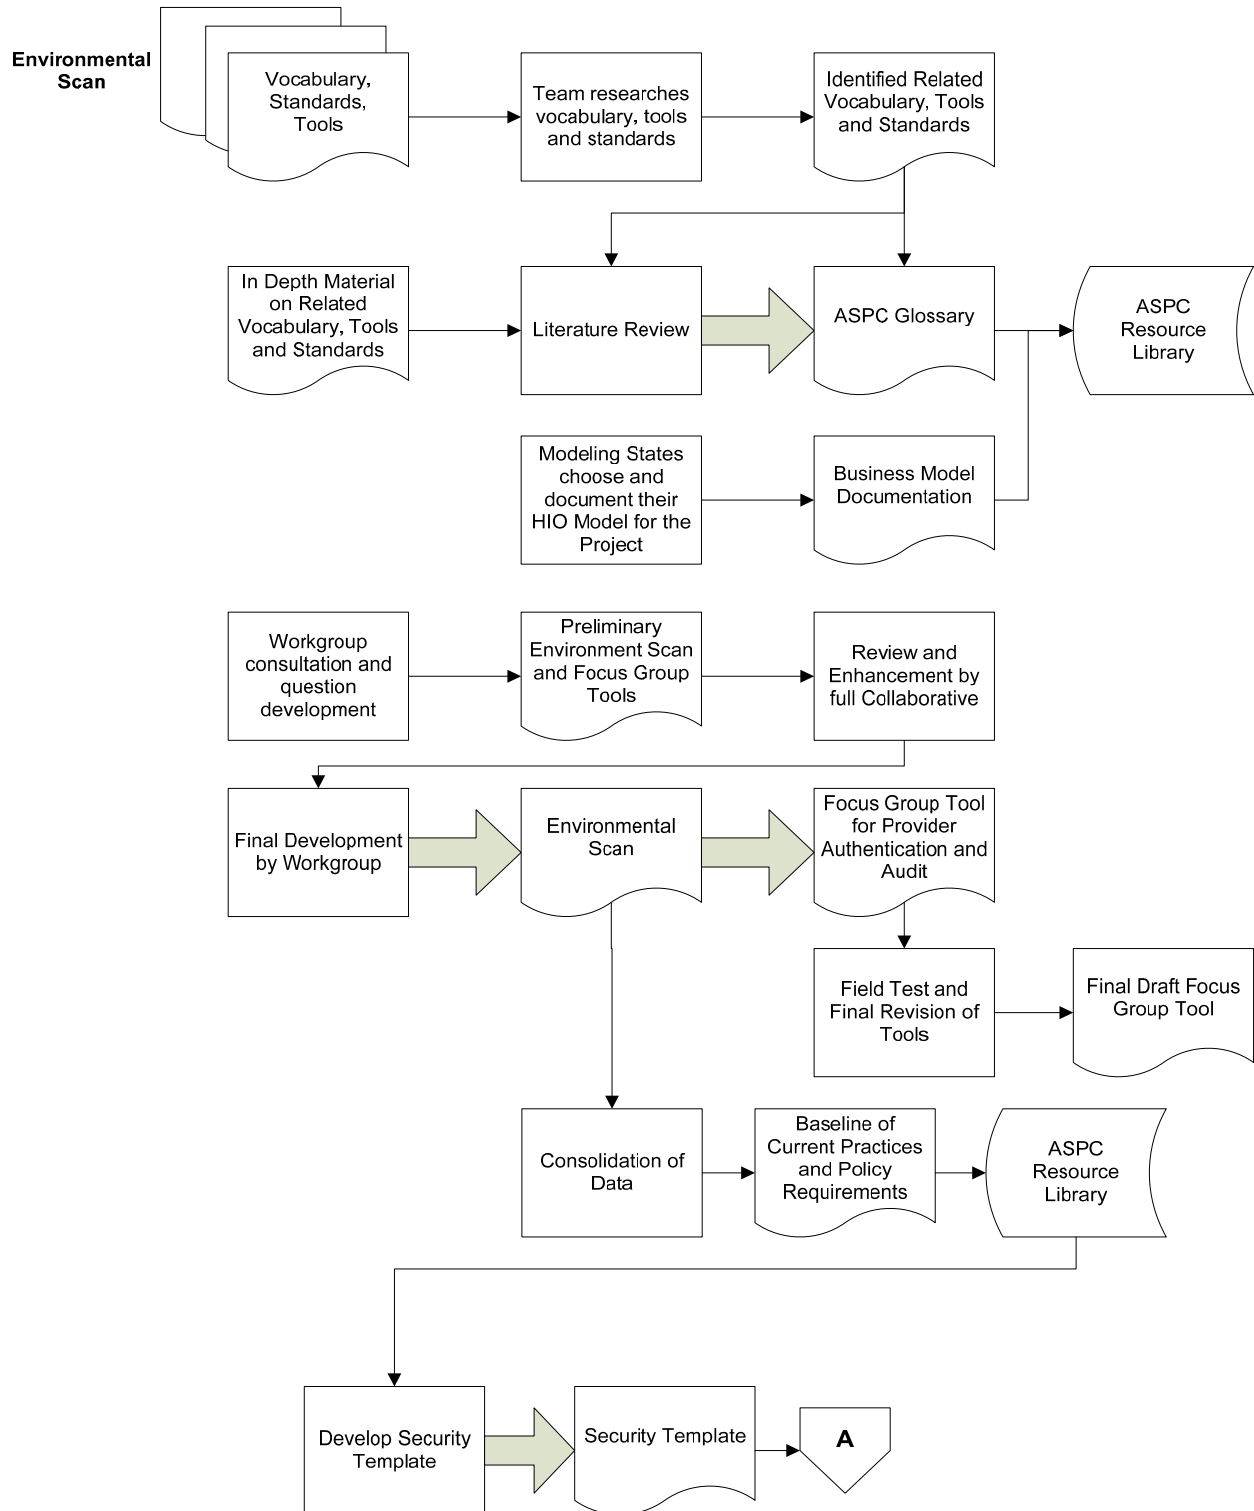 Environmental
Scan
Vocabulary,
Standards,
Tools
Team researches
vocabulary, tools
and standards
Identified Related
Vocabulary, Tools
and Standards
In Depth Material
on Related
Vocabulary, Tools
and Standards
Literature Review
ASPC Glossary
ASPC
Resource
Library
Modeling States
choose and
document their
HIO Model for the
Project
Business Model
Documentation
Workgroup
consultation and
question
development
Preliminary
Environment Scan
and Focus Group
Tools
Review and
Enhancement by
full Collaborative
Final Development
by Workgroup
Environmental
Scan
Focus Group Tool
for Provider
Authentication and
Audit
Field Test and
Final Revision of
Tools
Final Draft Focus
Group Tool
Consolidation of
Data
Baseline of
Current Practices
and Policy
Requirements
ASPC
Resource
Library
Develop Security
Template
Security Template
A